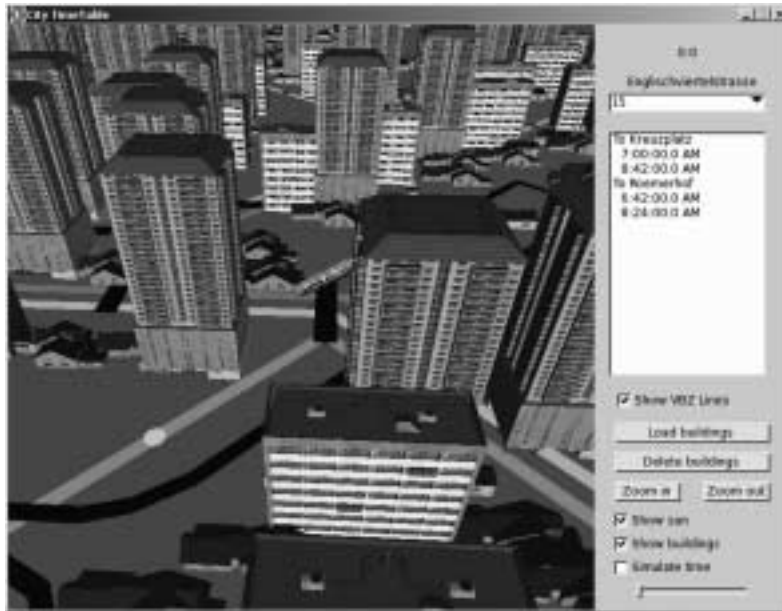 City Timetable
Englischviertelstrasse
15
To Kreuzplatz
7:00:00.0 AM
8:42:00.0 AM
To Roemerhof
6:42:00.0 AM
8:24:00.0 AM
Show VBZ Lines
Load buildings
Delete buildings
Zoom in
Zoom out
Show sun
Show buildings
Simulate time